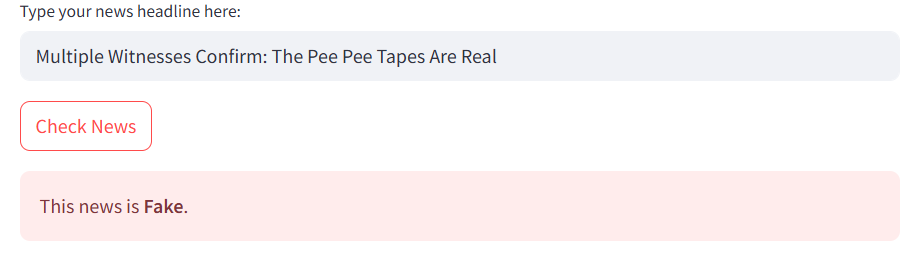 Type your news headline here:
Multiple Witnesses Confirm: The Pee Pee Tapes Are Real
Check News
This news is Fake.